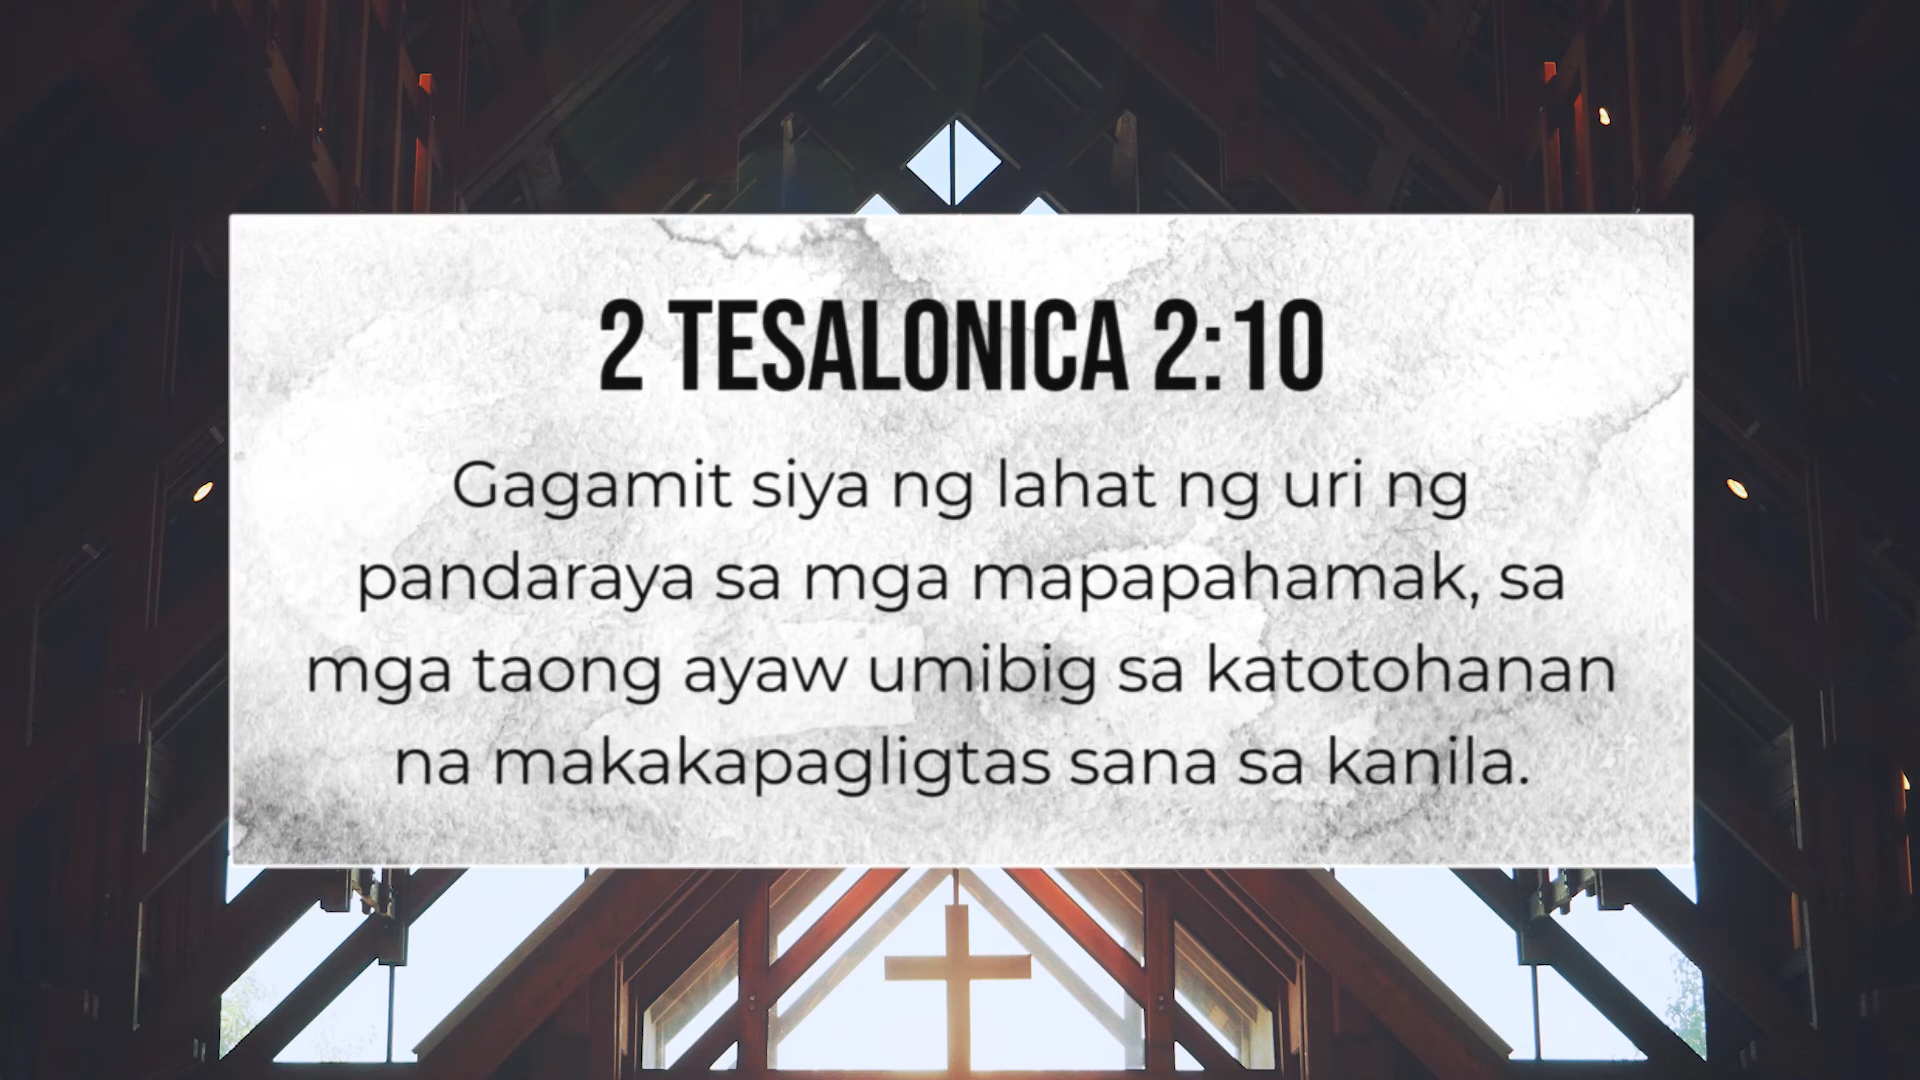 2 TESALONICA 2:10
Gagamit siya ng lahat ng uri ng
pandaraya sa mga mapapahamak, sa
mga taong ayaw umibig sa katotohanan
na makakapagligtas sana sa kanila.